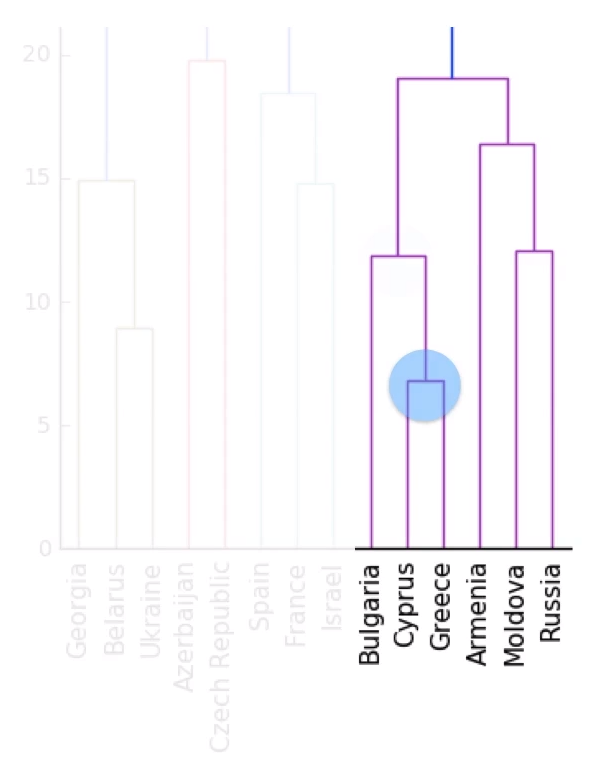 20
15
10
5
0
Georgia
Belarus
Ukraine
Azerbaijan
Czech Republic
Spain
France
Israel
Bulgaria
Cyprus
Greece
Armenia
Moldova
Russia